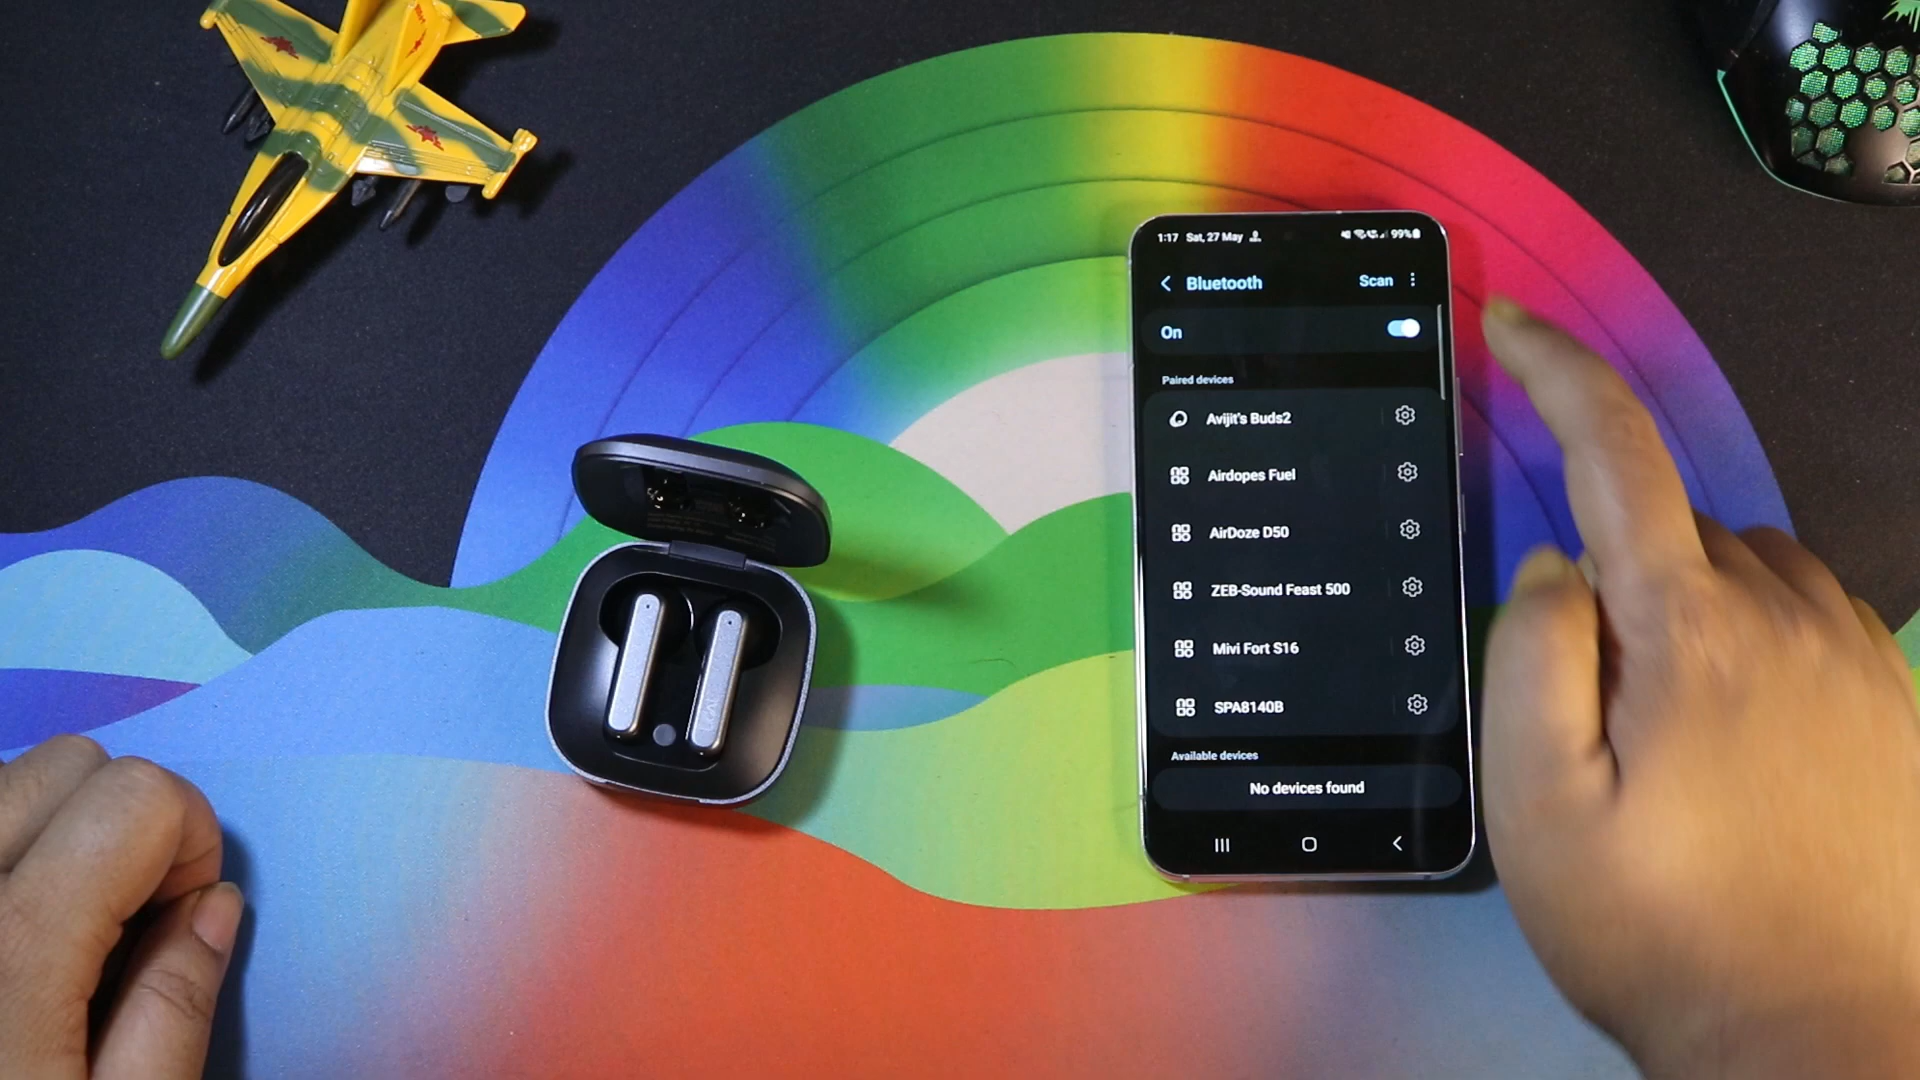 1:17 Sat, 27 May 99%
Bluetooth Scan
On
Paired devices
Avijit's Buds2
Airdopes Fuel
AirDoze D50
ZEB-Sound Feast 500
Mivi Fort S16
SPA8140B
Available devices
No devices found